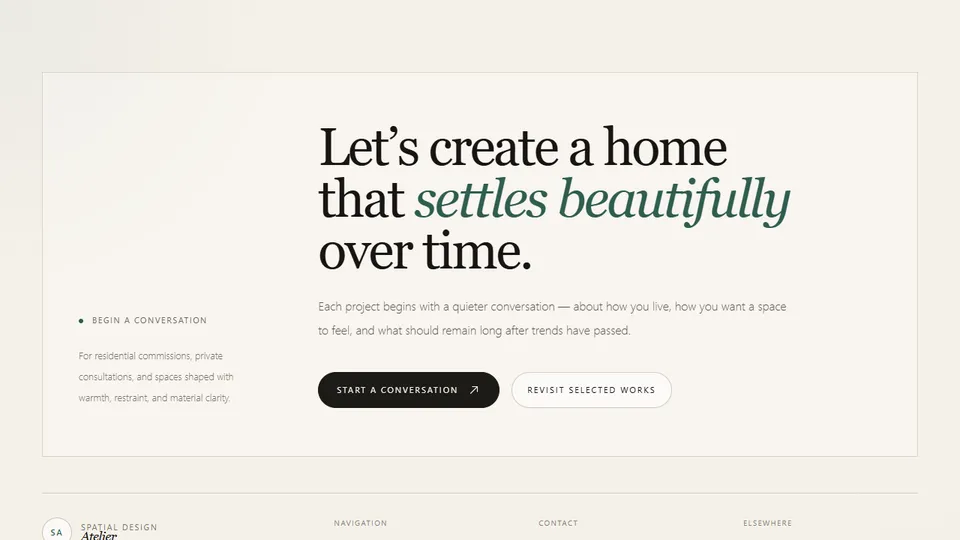 Let’s create a home
that settles beautifully
over time.
Each project begins with a quieter conversation — about how you live, how you want a space
to feel, and what should remain long after trends have passed.
BEGIN A CONVERSATION
For residential commissions, private
consultations, and spaces shaped with
warmth, restraint, and material clarity.
START A CONVERSATION
REVISIT SELECTED WORKS
SA
SPATIAL DESIGN
Atelier
NAVIGATION
CONTACT
ELSEWHERE